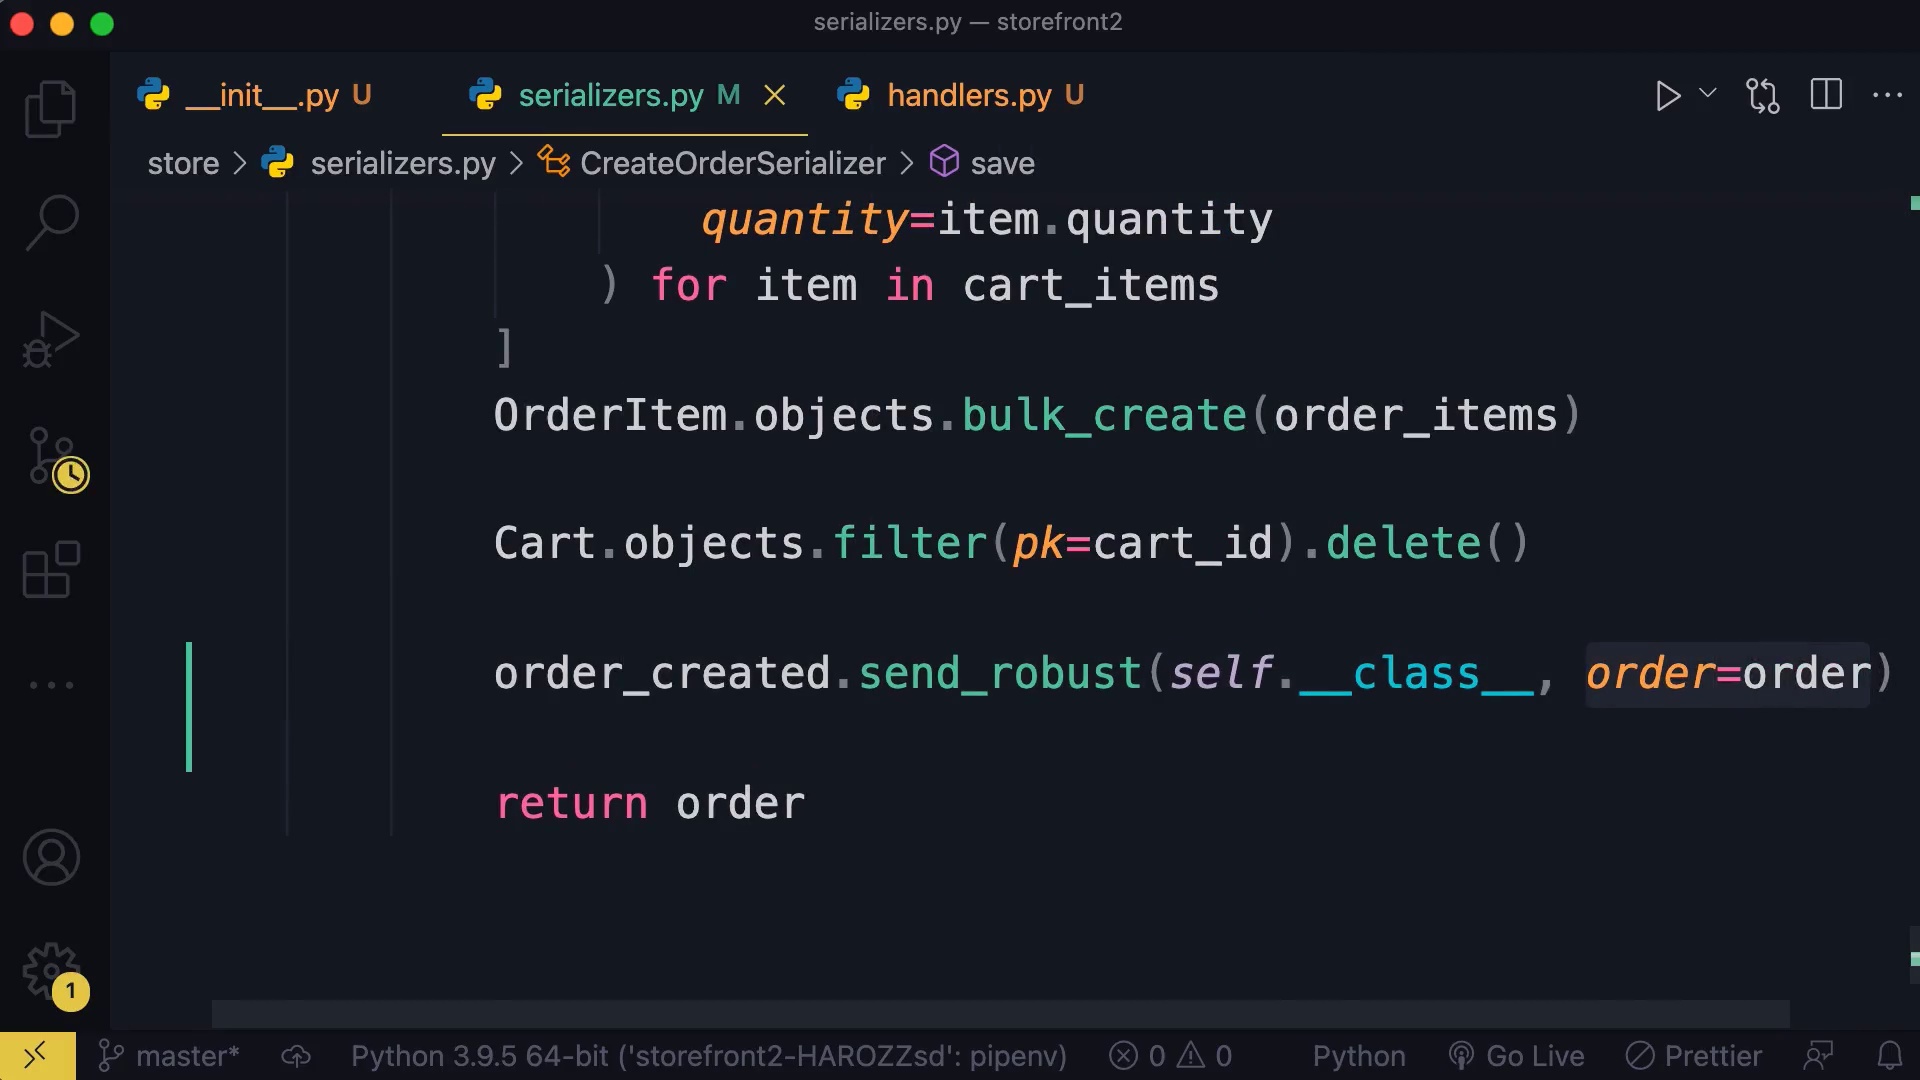 serializers.py — storefront2
__init__.py U serializers.py M handlers.py U
store > serializers.py > CreateOrderSerializer > save
quantity=item.quantity
) for item in cart_items
]
OrderItem.objects.bulk_create(order_items)
Cart.objects.filter(pk=cart_id).delete()
order_created.send_robust(self.__class__, order=order)
return order
1
master* Python 3.9.5 64-bit ('storefront2-HAROZZsd': pipenv) 0 0 Python Go Live Prettier